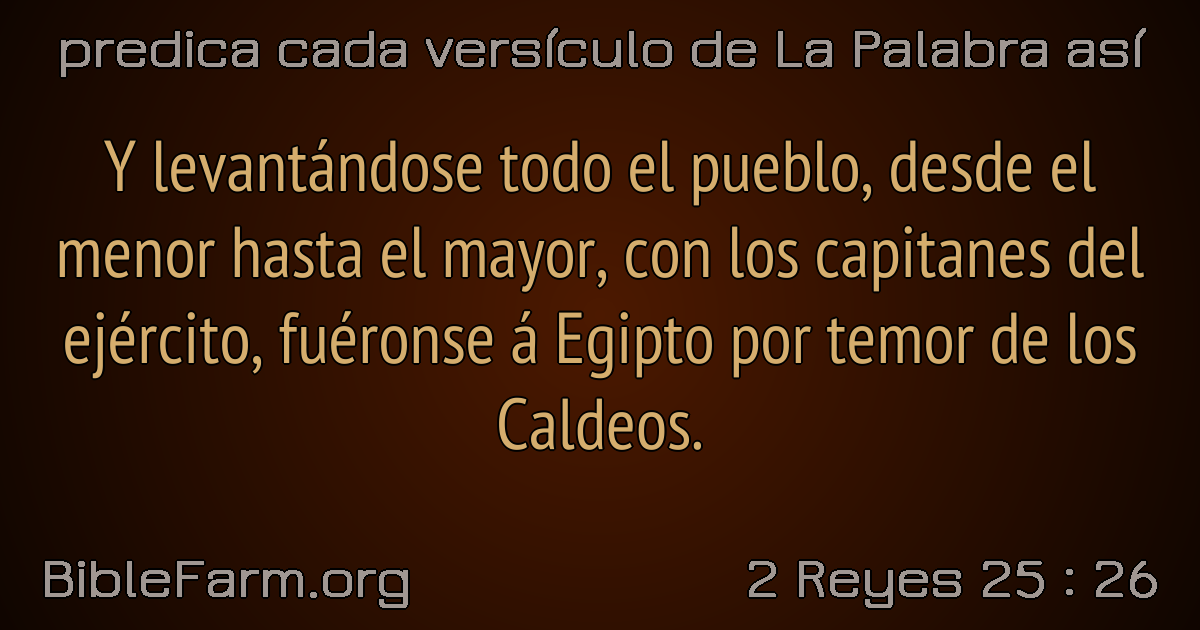 predica cada versículo de La Palabra así
Y levantándose todo el pueblo, desde el
menor hasta el mayor, con los capitanes del
ejército, fuéronse á Egipto por temor de los
Caldeos.
BibleFarm.org
2 Reyes 25 : 26